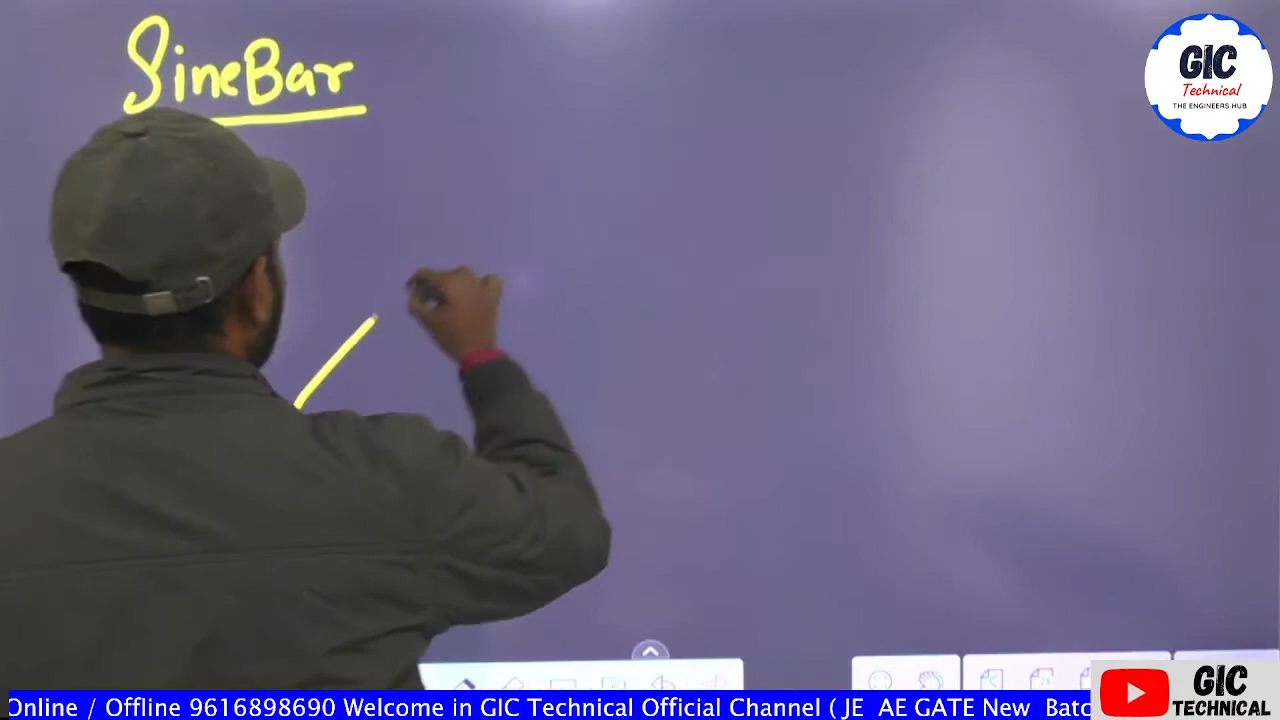 SineBar
GIC
Technical
THE ENGINEERS HUB
Online / Offline 9616898690 Welcome in GIC Technical Official Channel ( JE AE GATE New Batc
GIC
TECHNICAL